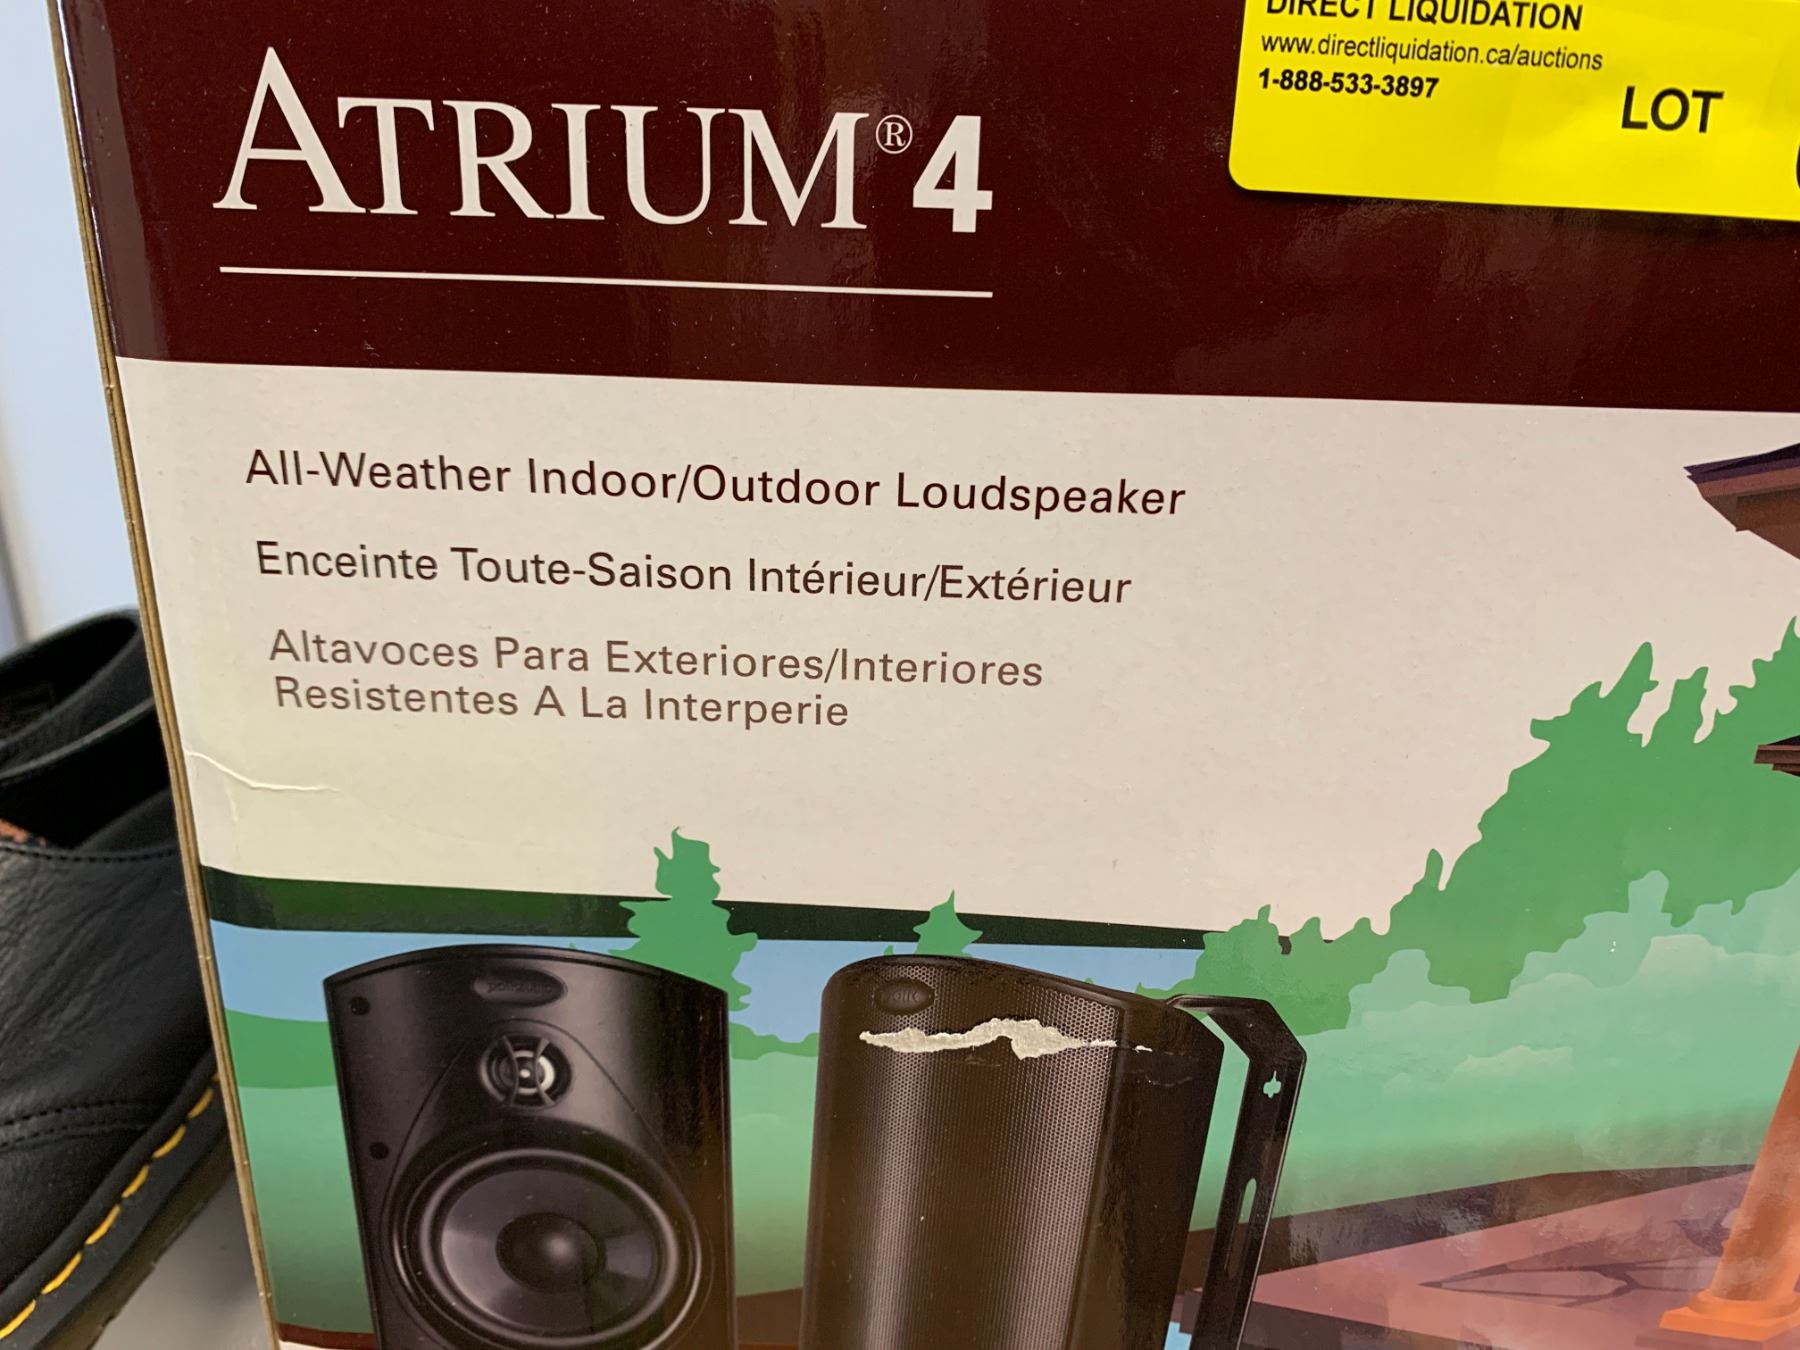 DIRECT LIQUIDATION
www.directliquidation.ca/auctions
1-888-533-3897
LOT
ATRIUM®4
All-Weather Indoor/Outdoor Loudspeaker
Enceinte Toute-Saison Intérieur/Extérieur
Altavoces Para Exteriores/Interiores
Resistentes A La Interperie
polkaudio